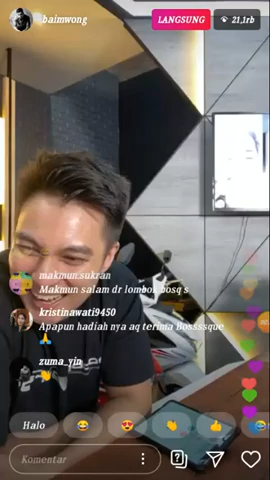 baimwong
LANGSUNG
21,1rb
makmun.sukran
Makmun salam dr lombok bosq s
kristinawati9450
Apapun hadiah nya aq terima Bossssque
🙏
zuma_yin
👋
Halo
😂
😍
👏
👍
😂
Komentar